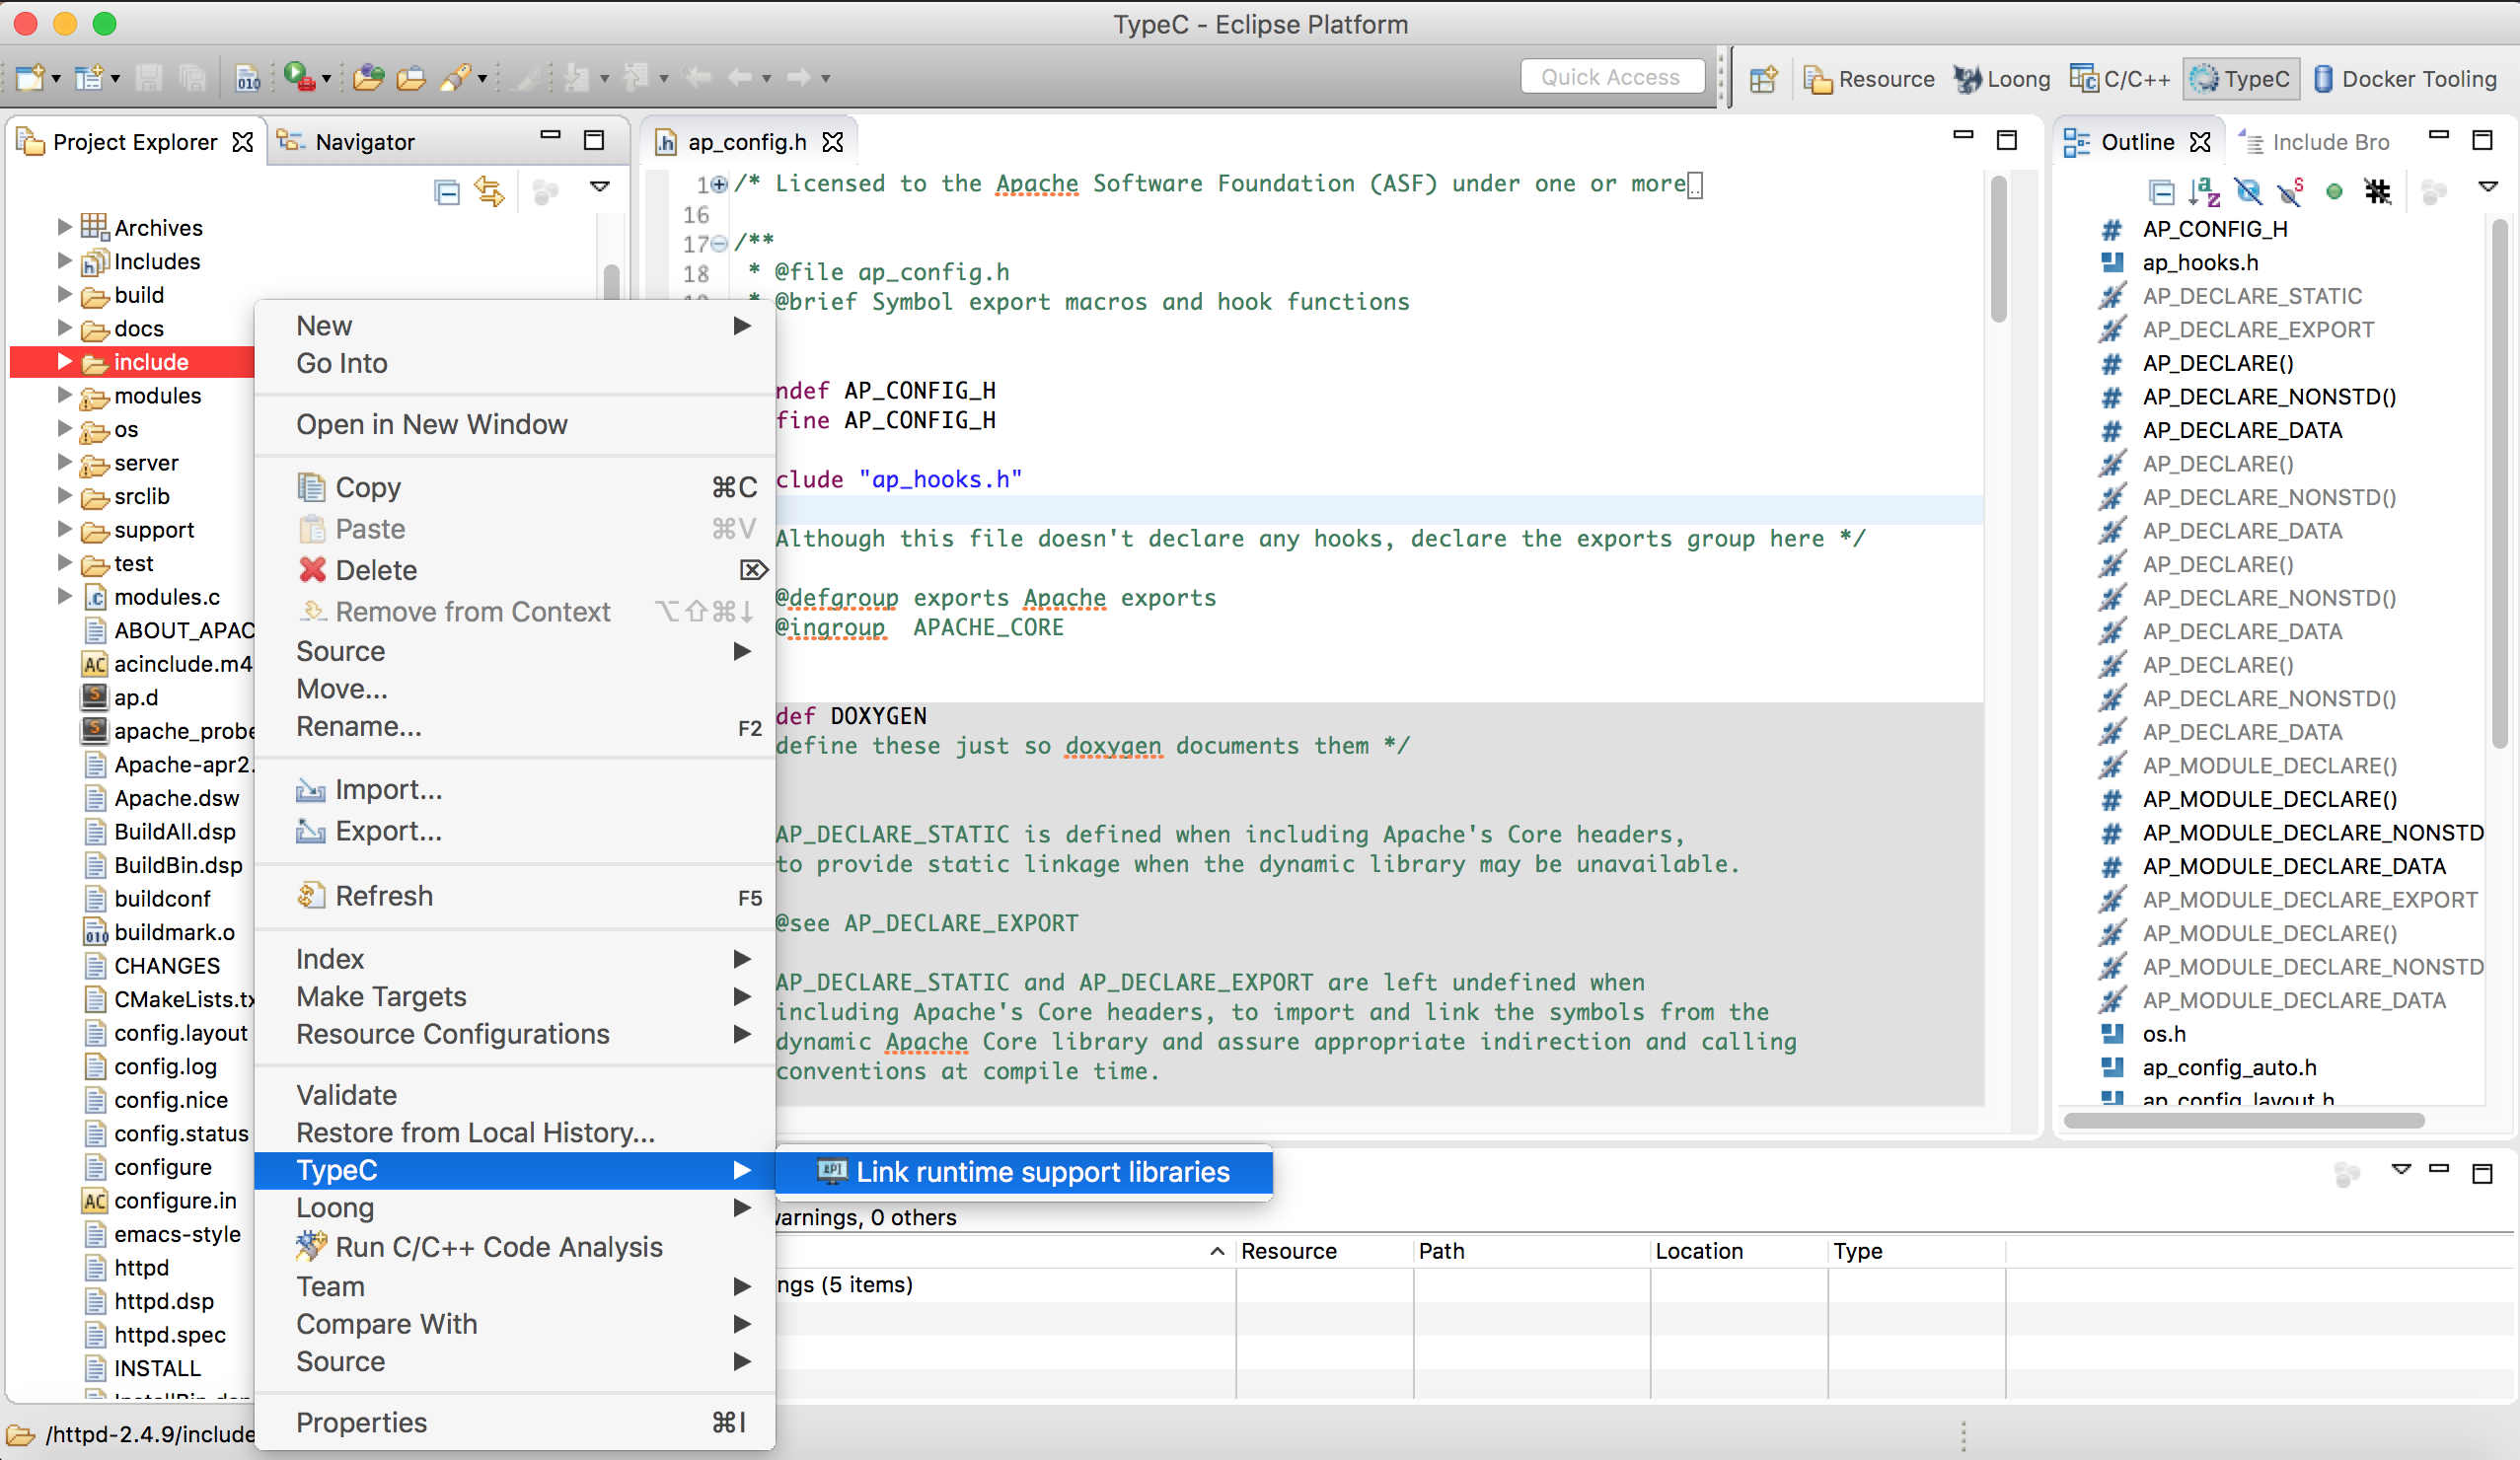 TypeC - Eclipse Platform
Quick Access
Resource
Loong
C/C++
TypeC
Docker Tooling
Project Explorer
Navigator
Archives
Includes
build
docs
include
modules
os
server
srclib
support
test
modules.c
ABOUT_APAC
acinclude.m4
ap.d
apache_probe
Apache-apr2.
Apache.dsw
BuildAll.dsp
BuildBin.dsp
buildconf
buildmark.o
CHANGES
CMakeLists.tx
config.layout
config.log
config.nice
config.status
configure
configure.in
emacs-style
httpd
httpd.dsp
httpd.spec
INSTALL
/httpd-2.4.9/include
New
Go Into
Open in New Window
Copy ⌘C
Paste ⌘V
Delete ⌦
Remove from Context ⌥⇧⌘↓
Source
Move...
Rename... F2
Import...
Export...
Refresh F5
Index
Make Targets
Resource Configurations
Validate
Restore from Local History...
TypeC
Loong
Run C/C++ Code Analysis
Team
Compare With
Source
Properties ⌘I
Link runtime support libraries
ap_config.h
1 /* Licensed to the Apache Software Foundation (ASF) under one or more..
16
17 /**
18 * @file ap_config.h
* @brief Symbol export macros and hook functions
ndef AP_CONFIG_H
fine AP_CONFIG_H
clude "ap_hooks.h"
Although this file doesn't declare any hooks, declare the exports group here */
@defgroup exports Apache exports
@ingroup APACHE_CORE
def DOXYGEN
define these just so doxygen documents them */
AP_DECLARE_STATIC is defined when including Apache's Core headers,
to provide static linkage when the dynamic library may be unavailable.
@see AP_DECLARE_EXPORT
AP_DECLARE_STATIC and AP_DECLARE_EXPORT are left undefined when
including Apache's Core headers, to import and link the symbols from the
dynamic Apache Core library and assure appropriate indirection and calling
conventions at compile time.
warnings, 0 others
Resource
Path
Location
Type
ngs (5 items)
Outline
Include Bro
AP_CONFIG_H
ap_hooks.h
AP_DECLARE_STATIC
AP_DECLARE_EXPORT
AP_DECLARE()
AP_DECLARE_NONSTD()
AP_DECLARE_DATA
AP_DECLARE()
AP_DECLARE_NONSTD()
AP_DECLARE_DATA
AP_DECLARE()
AP_DECLARE_NONSTD()
AP_DECLARE_DATA
AP_DECLARE()
AP_DECLARE_NONSTD()
AP_DECLARE_DATA
AP_MODULE_DECLARE()
AP_MODULE_DECLARE()
AP_MODULE_DECLARE_NONSTD
AP_MODULE_DECLARE_DATA
AP_MODULE_DECLARE_EXPORT
AP_MODULE_DECLARE()
AP_MODULE_DECLARE_NONSTD
AP_MODULE_DECLARE_DATA
os.h
ap_config_auto.h
ap_config_layout.h